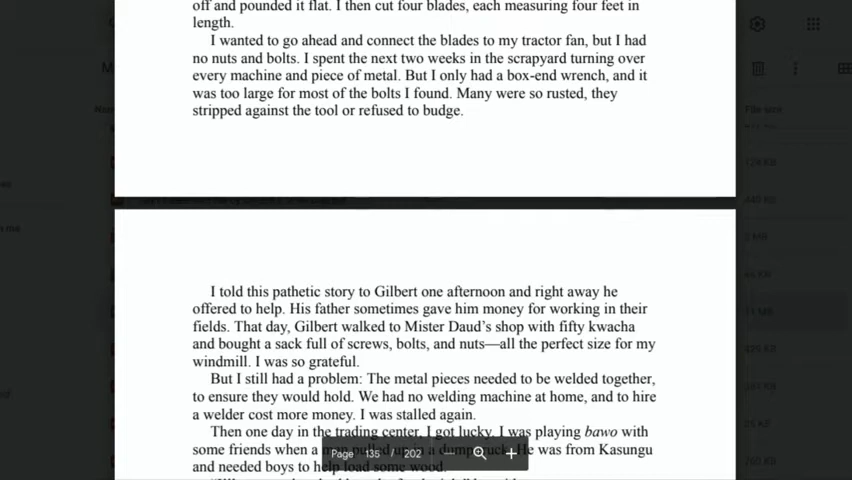 off and pounded it flat. I then cut four blades, each measuring four feet in
length.
I wanted to go ahead and connect the blades to my tractor fan, but I had
no nuts and bolts. I spent the next two weeks in the scrapyard turning over
every machine and piece of metal. But I only had a box-end wrench, and it
was too large for most of the bolts I found. Many were so rusted, they
stripped against the tool or refused to budge.
File size
I told this pathetic story to Gilbert one afternoon and right away he
offered to help. His father sometimes gave him money for working in their
fields. That day, Gilbert walked to Mister Daud's shop with fifty kwacha
and bought a sack full of screws, bolts, and nuts—all the perfect size for my
windmill. I was so grateful.
But I still had a problem: The metal pieces needed to be welded together,
to ensure they would hold. We had no welding machine at home, and to hire
a welder cost more money. I was stalled again.
Then one day in the trading center, I got lucky. I was playing bawo with
some friends when a man pulled up in a dump truck. He was from Kasungu
and needed boys to help load some wood.
Page 135 / 202